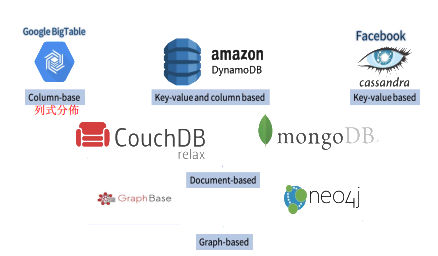 Google BigTable
amazon
DynamoDB
Facebook
cassandra
Column-base
Key-value and column based
Key-value based
列式分佈
CouchDB
relax
mongoDB
Document-based
GraphBase
neo4j
Graph-based